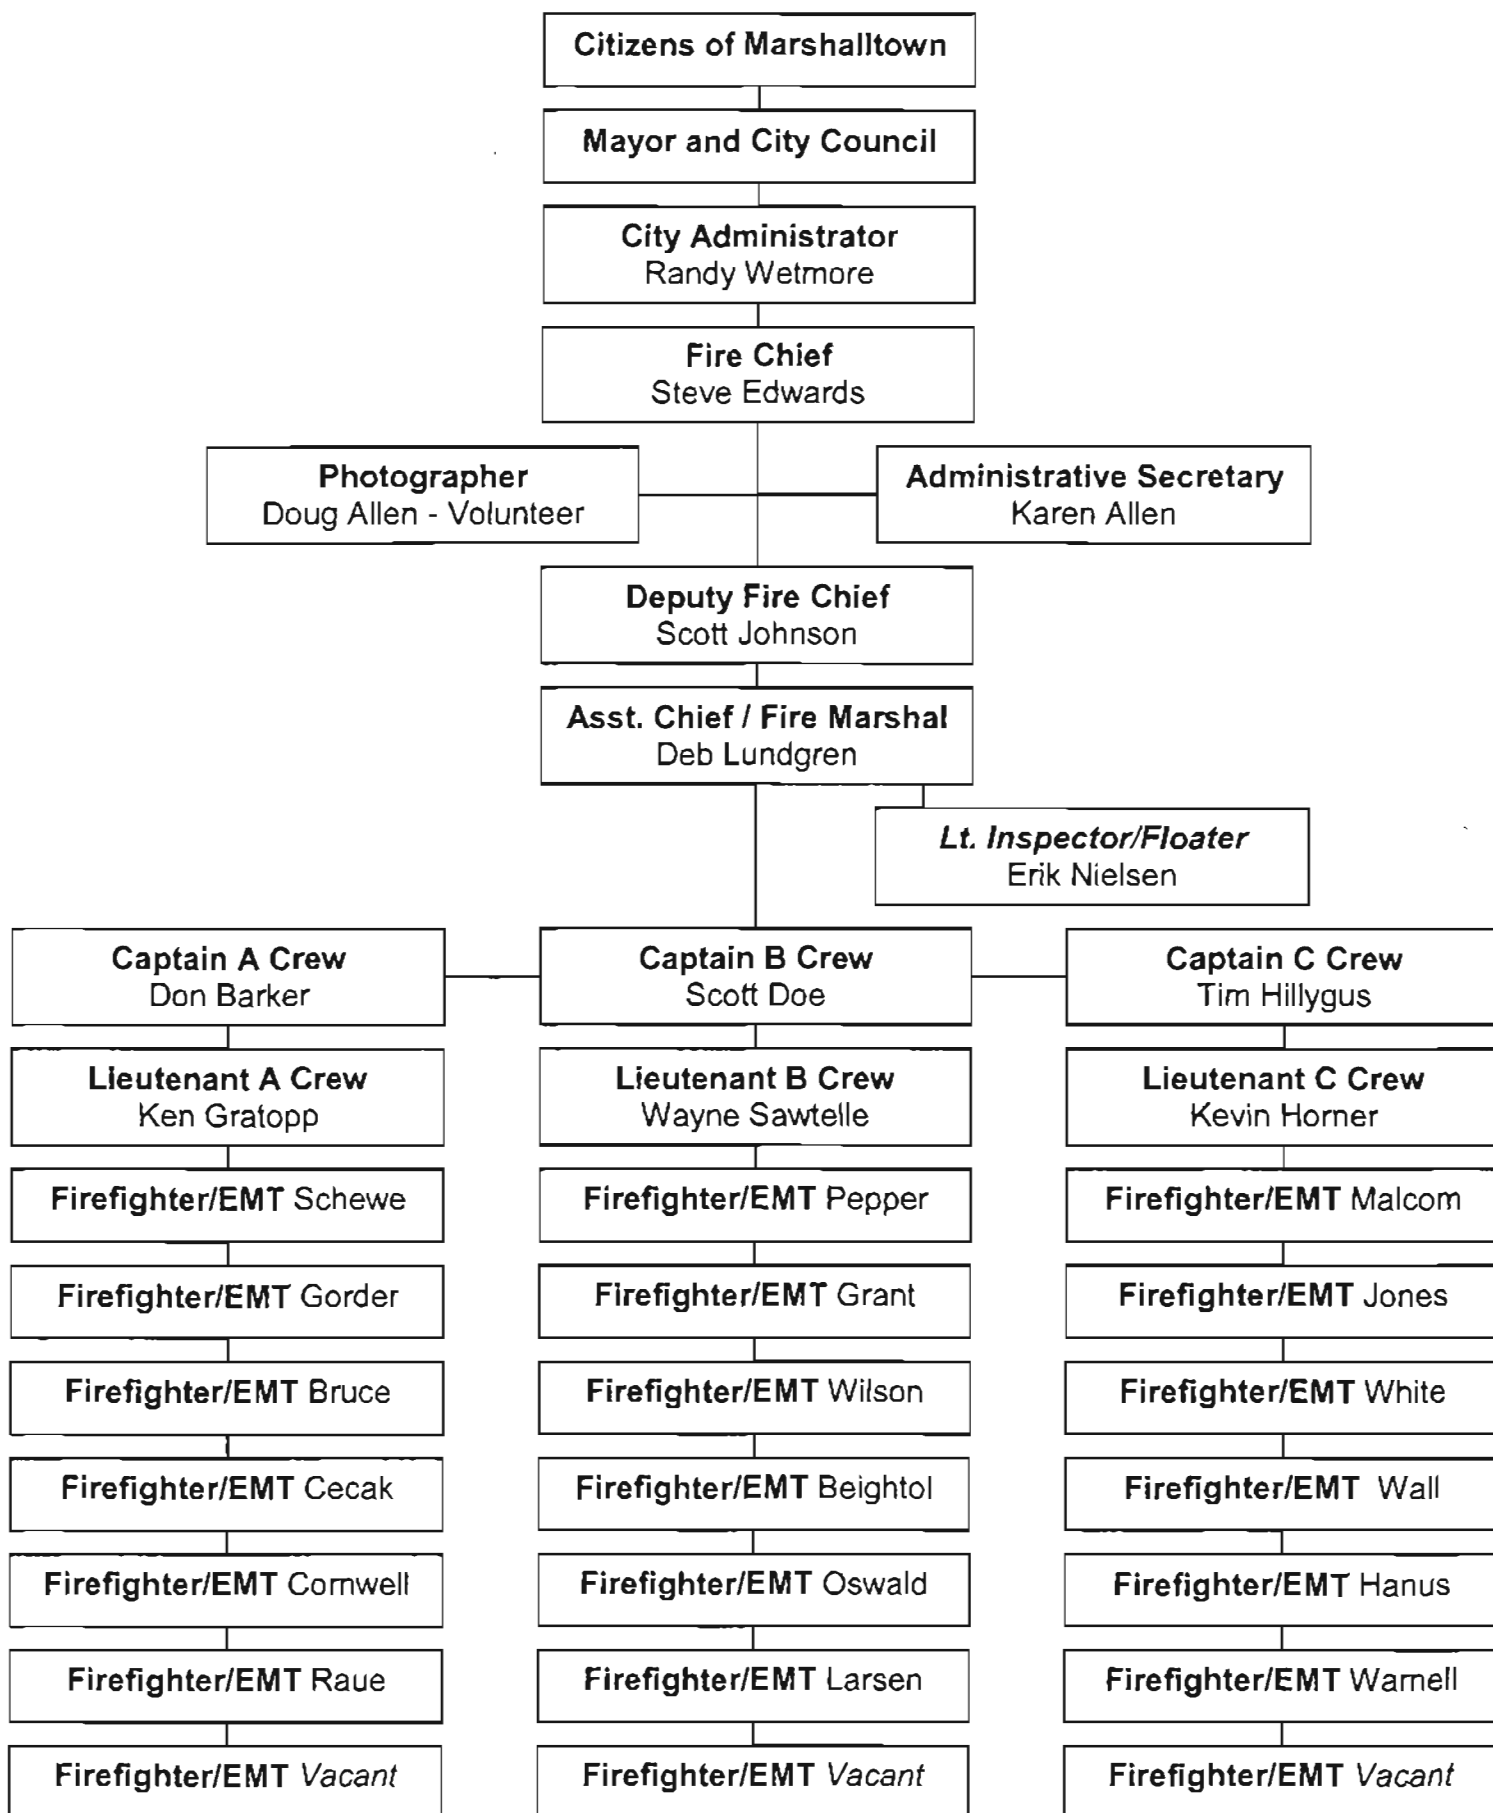 Citizens of Marshalltown
Mayor and City Council
City Administrator
Randy Wetmore
Fire Chief
Steve Edwards
Photographer
Doug Allen - Volunteer
Administrative Secretary
Karen Allen
Deputy Fire Chief
Scott Johnson
Asst. Chief / Fire Marshal
Deb Lundgren
Lt. Inspector/Floater
Erik Nielsen
Captain A Crew
Don Barker
Captain B Crew
Scott Doe
Captain C Crew
Tim Hillygus
Lieutenant A Crew
Ken Gratopp
Lieutenant B Crew
Wayne Sawtelle
Lieutenant C Crew
Kevin Horner
Firefighter/EMT Schewe
Firefighter/EMT Pepper
Firefighter/EMT Malcom
Firefighter/EMT Gorder
Firefighter/EMT Grant
Firefighter/EMT Jones
Firefighter/EMT Bruce
Firefighter/EMT Wilson
Firefighter/EMT White
Firefighter/EMT Cecak
Firefighter/EMT Beightol
Firefighter/EMT Wall
Firefighter/EMT Cornwell
Firefighter/EMT Oswald
Firefighter/EMT Hanus
Firefighter/EMT Raue
Firefighter/EMT Larsen
Firefighter/EMT Warnell
Firefighter/EMT Vacant
Firefighter/EMT Vacant
Firefighter/EMT Vacant